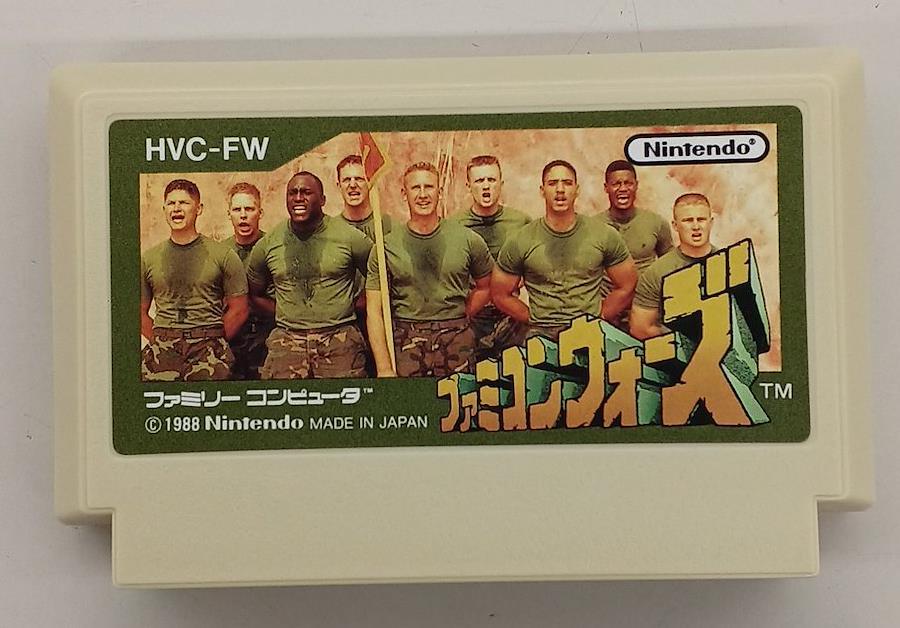 HVC-FW
Nintendo®
ファミコンウォーズ TM
ファミリー コンピュータ™
© 1988 Nintendo MADE IN JAPAN